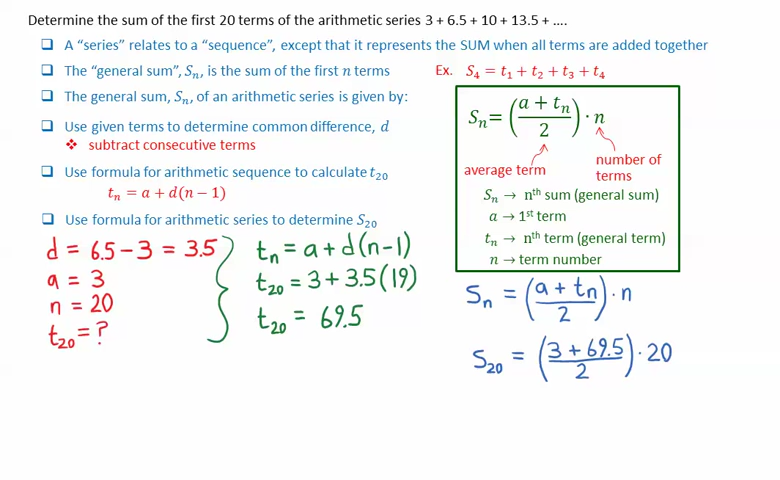 Determine the sum of the first 20 terms of the arithmetic series 3 + 6.5 + 10 + 13.5 + ….
❑ A “series” relates to a “sequence”, except that it represents the SUM when all terms are added together
❑ The “general sum”, Sₙ, is the sum of the first n terms
Ex. S₄ = t₁ + t₂ + t₃ + t₄
❑ The general sum, Sₙ, of an arithmetic series is given by:
❑ Use given terms to determine common difference, d
❖ subtract consecutive terms
❑ Use formula for arithmetic sequence to calculate t₂₀
tₙ = a + d(n − 1)
❑ Use formula for arithmetic series to determine S₂₀
Sₙ = ((a + tₙ)/2) · n
average term
number of
terms
Sₙ → nᵗʰ sum (general sum)
a → 1ˢᵗ term
tₙ → nᵗʰ term (general term)
n → term number
d = 6.5 − 3 = 3.5
a = 3
n = 20
t₂₀ = ?
tₙ = a + d(n−1)
t₂₀ = 3 + 3.5(19)
t₂₀ = 69.5
Sₙ = ((a + tₙ)/2) · n
S₂₀ = ((3 + 69.5)/2) · 20